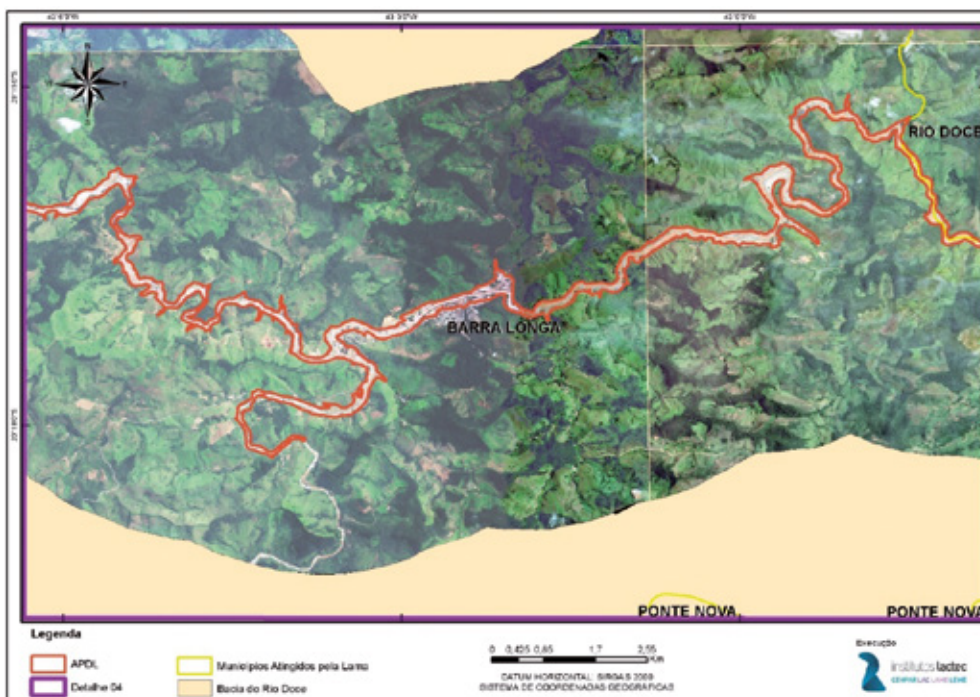 RIO DOCE
BARRA LONGA
PONTE NOVA
PONTE NOVA
Legenda
APDL
Municípios Atingidos pela Lama
Detalhe 04
Bacia do Rio Doce
0 0,425 0,85 1,7 2,55
Km
DATUM HORIZONTAL: SIRGAS 2000
SISTEMA DE COORDENADAS GEOGRÁFICAS
Execução
institutos lactec